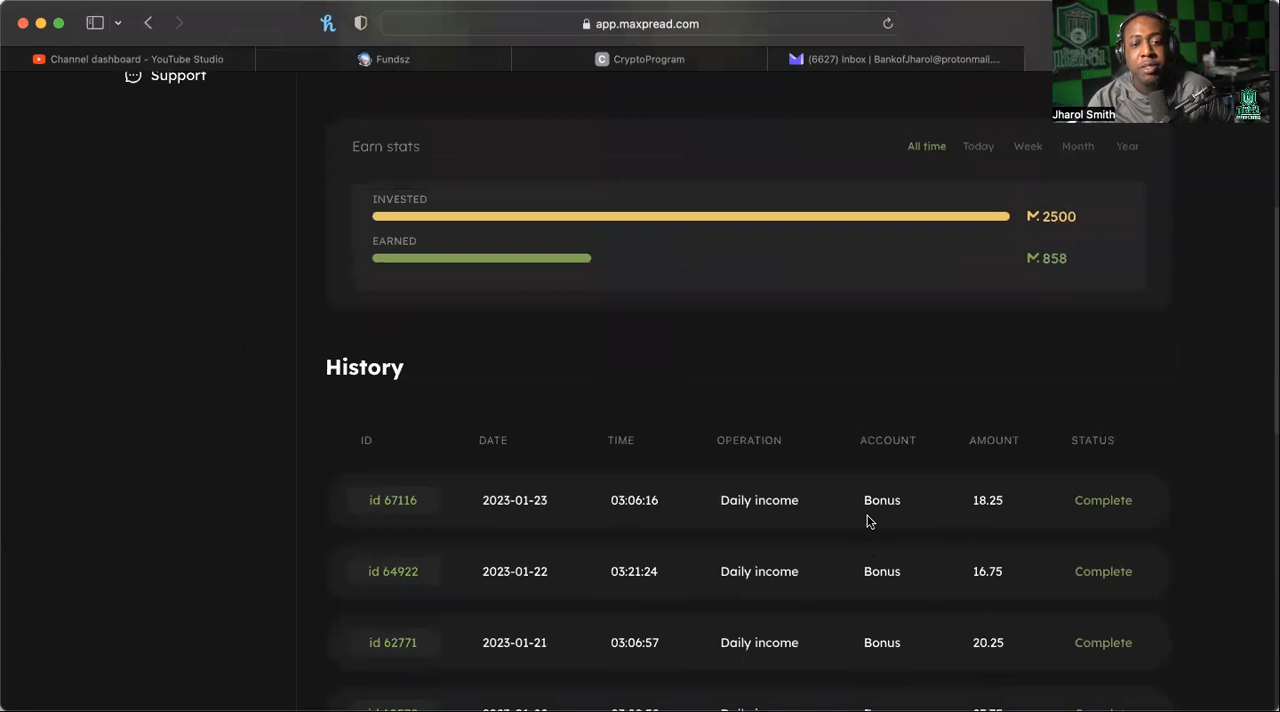 app.maxpread.com
Channel dashboard - YouTube Studio
Fundsz
C CryptoProgram
(6627) Inbox | BankofJharol@protonmail....
Support
Jharol Smith
Earn stats
All time Today Week Month Year
INVESTED
2500
EARNED
858
History
ID DATE TIME OPERATION ACCOUNT AMOUNT STATUS
id 67116 2023-01-23 03:06:16 Daily income Bonus 18.25 Complete
id 64922 2023-01-22 03:21:24 Daily income Bonus 16.75 Complete
id 62771 2023-01-21 03:06:57 Daily income Bonus 20.25 Complete